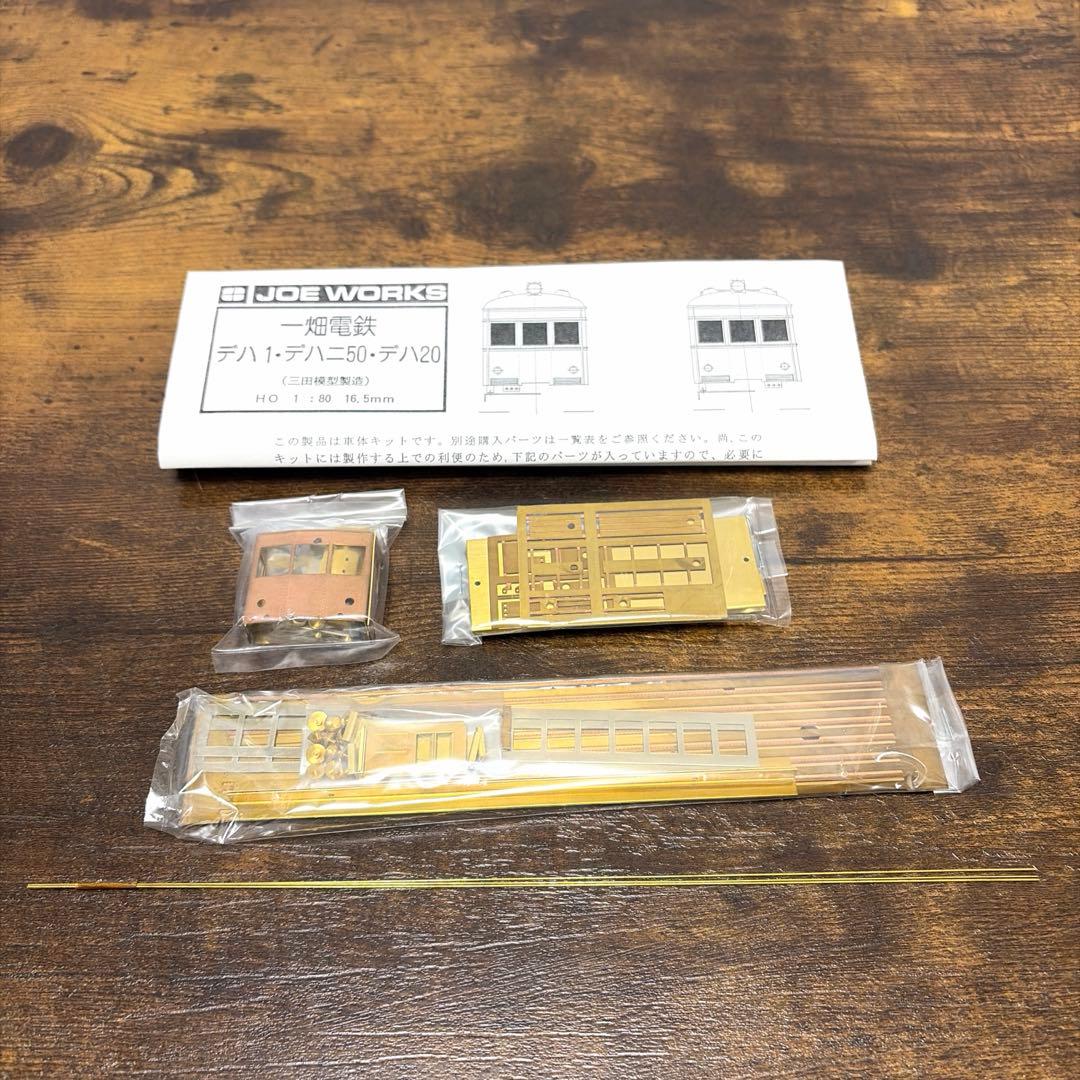 JOE WORKS
一畑電鉄
デハ1・デハニ50・デハ20
(三田模型製造)
HO 1:80 16.5mm
この製品は車体キットです。別途購入パーツは一覧表をご参照ください。尚、この
キットには製作する上での利便のため、下記のパーツが入っていますので、必要に